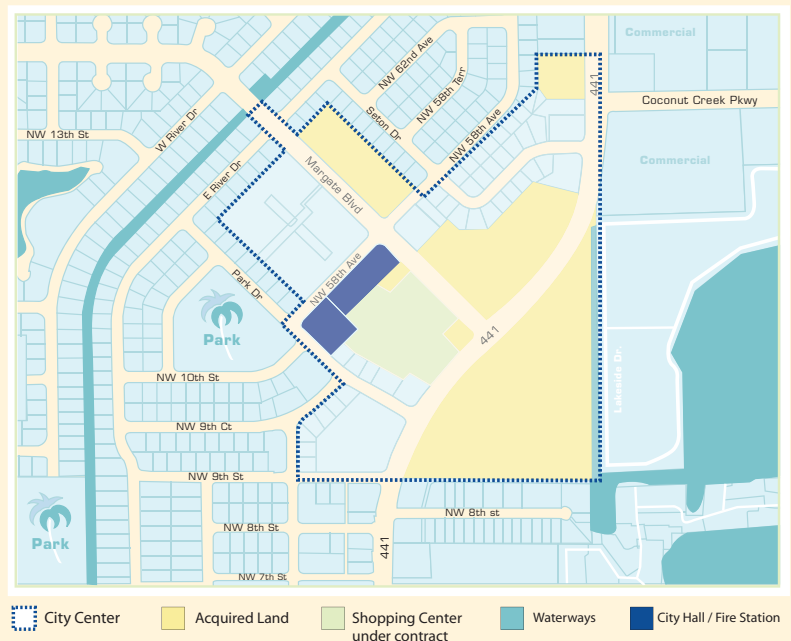 Commercial
NW 62nd Ave
441
NW 58th Terr
Coconut Creek Pkwy
Seton Dr
W River Dr
NW 58th Ave
NW 13th St
Commercial
E River Dr
Margate Blvd
NW 58th Ave
Park Dr
Park
441
Lakeside Dr.
NW 10th St
NW 9th Ct
NW 9th St
NW 8th st
NW 8th St
Park
441
NW 7th St
City Center
Acquired Land
Shopping Center
under contract
Waterways
City Hall / Fire Station